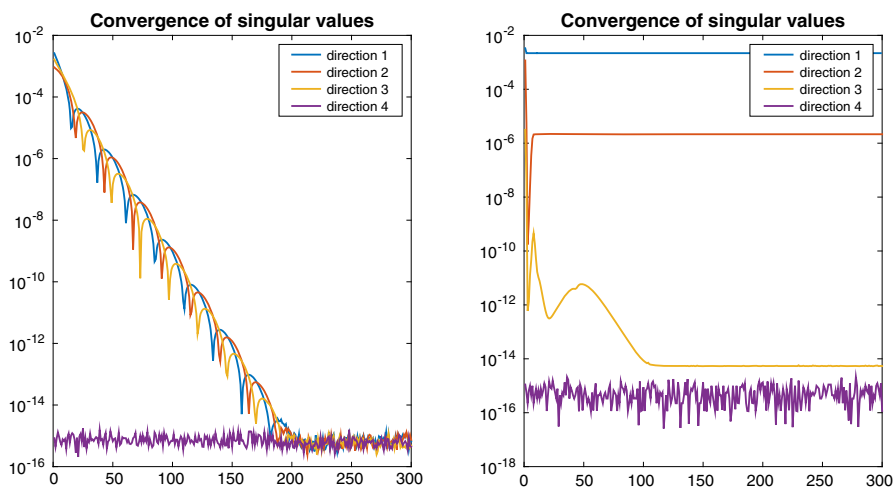 Convergence of singular values
10^-2
10^-4
10^-6
10^-8
10^-10
10^-12
10^-14
10^-16
0 50 100 150 200 250 300
direction 1
direction 2
direction 3
direction 4
Convergence of singular values
10^-2
10^-4
10^-6
10^-8
10^-10
10^-12
10^-14
10^-16
10^-18
0 50 100 150 200 250 300
direction 1
direction 2
direction 3
direction 4